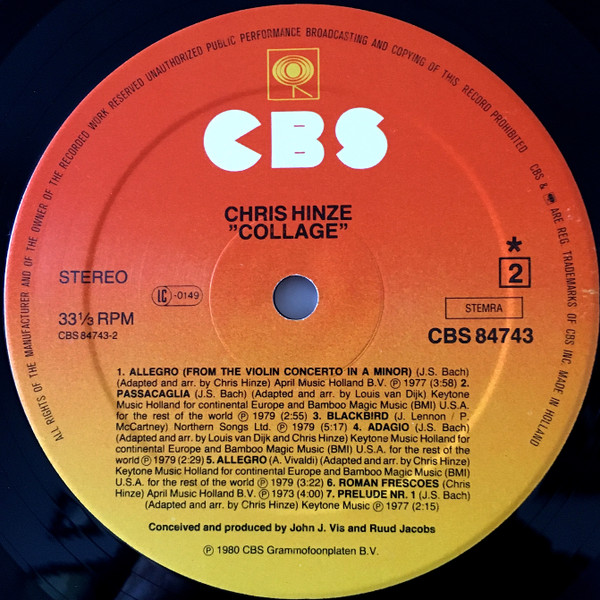 ALL RIGHTS OF THE MANUFACTURER AND OF THE OWNER OF THE RECORDED WORK RESERVED UNAUTHORIZED PUBLIC PERFORMANCE BROADCASTING AND COPYING OF THIS RECORD PROHIBITED
CBS & ARE REG. TRADEMARKS OF CBS INC. MADE IN HOLLAND
CBS
CHRIS HINZE
"COLLAGE"
STEREO
LC -0149
*
2
STEMRA
33 1/3 RPM
CBS 84743-2
CBS 84743
1. ALLEGRO (FROM THE VIOLIN CONCERTO IN A MINOR) (J.S. Bach)
(Adapted and arr. by Chris Hinze) April Music Holland B.V. ℗ 1977 (3:58) 2.
PASSACAGLIA (J.S. Bach) (Adapted and arr. by Louis van Dijk) Keytone
Music Holland for continental Europe and Bamboo Magic Music (BMI) U.S.A.
for the rest of the world ℗ 1979 (2:55) 3. BLACKBIRD (J. Lennon / P.
McCartney) Northern Songs Ltd. ℗ 1979 (5:17) 4. ADAGIO (J.S. Bach)
(Adapted and arr. by Louis van Dijk and Chris Hinze) Keytone Music Holland for
continental Europe and Bamboo Magic Music (BMI) U.S.A. for the rest of the
world ℗ 1979 (2:29) 5. ALLEGRO (A. Vivaldi) (Adapted and arr. by Chris Hinze)
Keytone Music Holland for continental Europe and Bamboo Magic Music (BMI)
U.S.A. for the rest of the world ℗ 1979 (3:22) 6. ROMAN FRESCOES (Chris
Hinze) April Music Holland B.V. ℗ 1973 (4:00) 7. PRELUDE NR. 1 (J.S. Bach)
(Adapted and arr. by Chris Hinze) Keytone Music ℗ 1977 (2:15)
Conceived and produced by John J. Vis and Ruud Jacobs
℗ 1980 CBS Grammofoonplaten B.V.